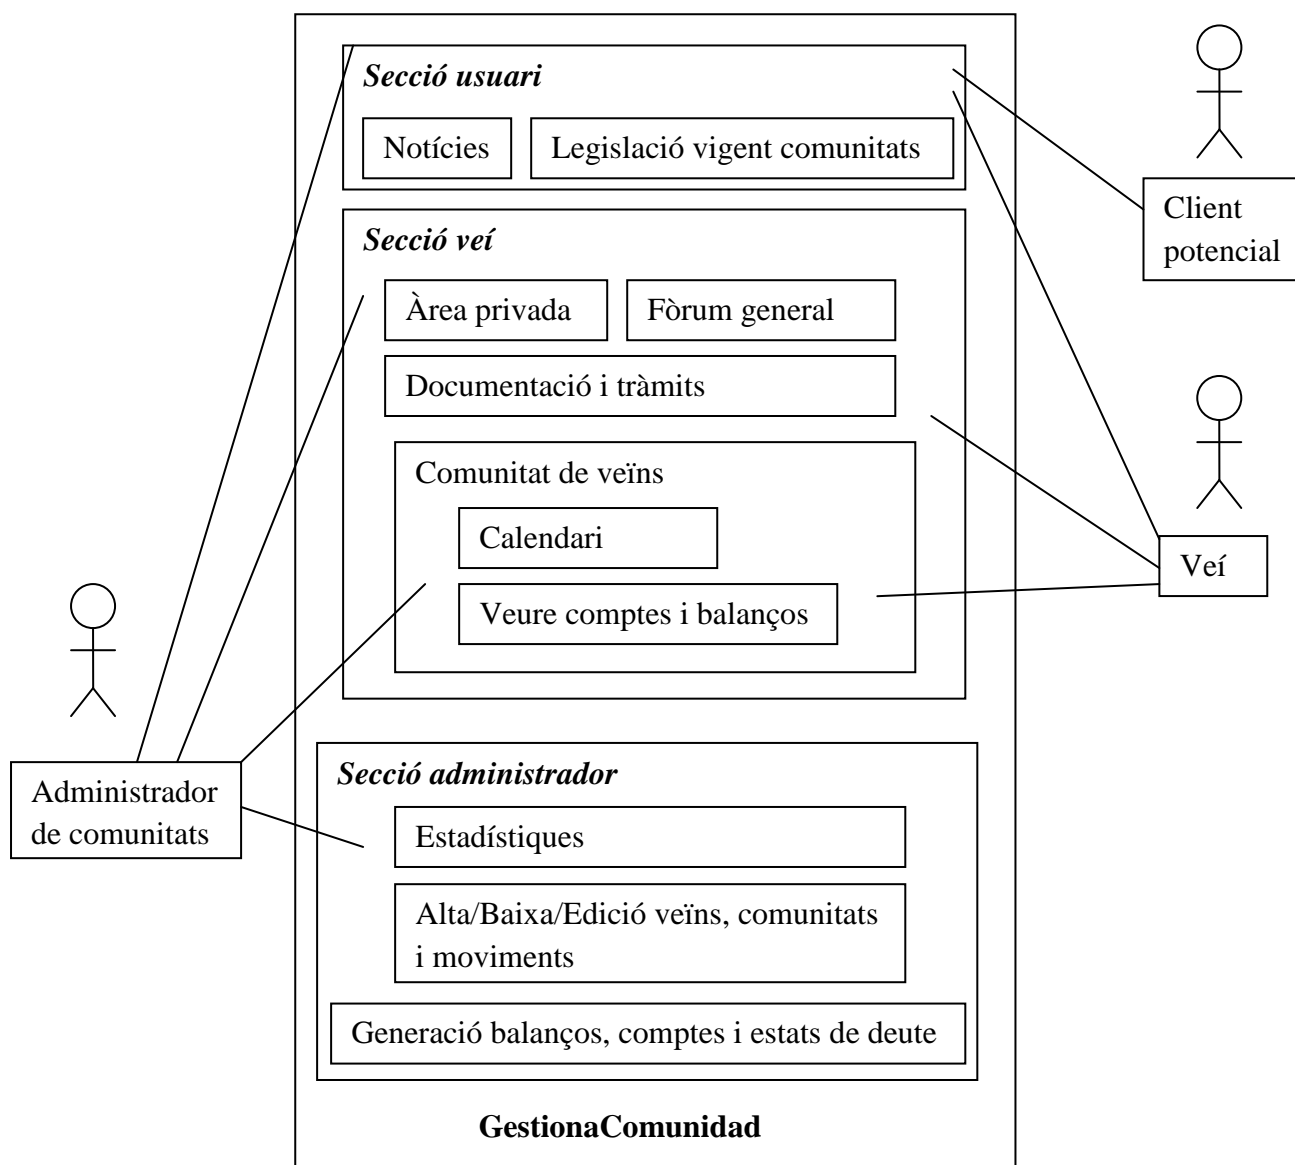 Secció usuari
Notícies
Legislació vigent comunitats
Client
potencial
Secció veí
Àrea privada
Fòrum general
Documentació i tràmits
Comunitat de veïns
Calendari
Veure comptes i balanços
Veí
Administrador
de comunitats
Secció administrador
Estadístiques
Alta/Baixa/Edició veïns, comunitats
i moviments
Generació balanços, comptes i estats de deute
GestionaComunidad